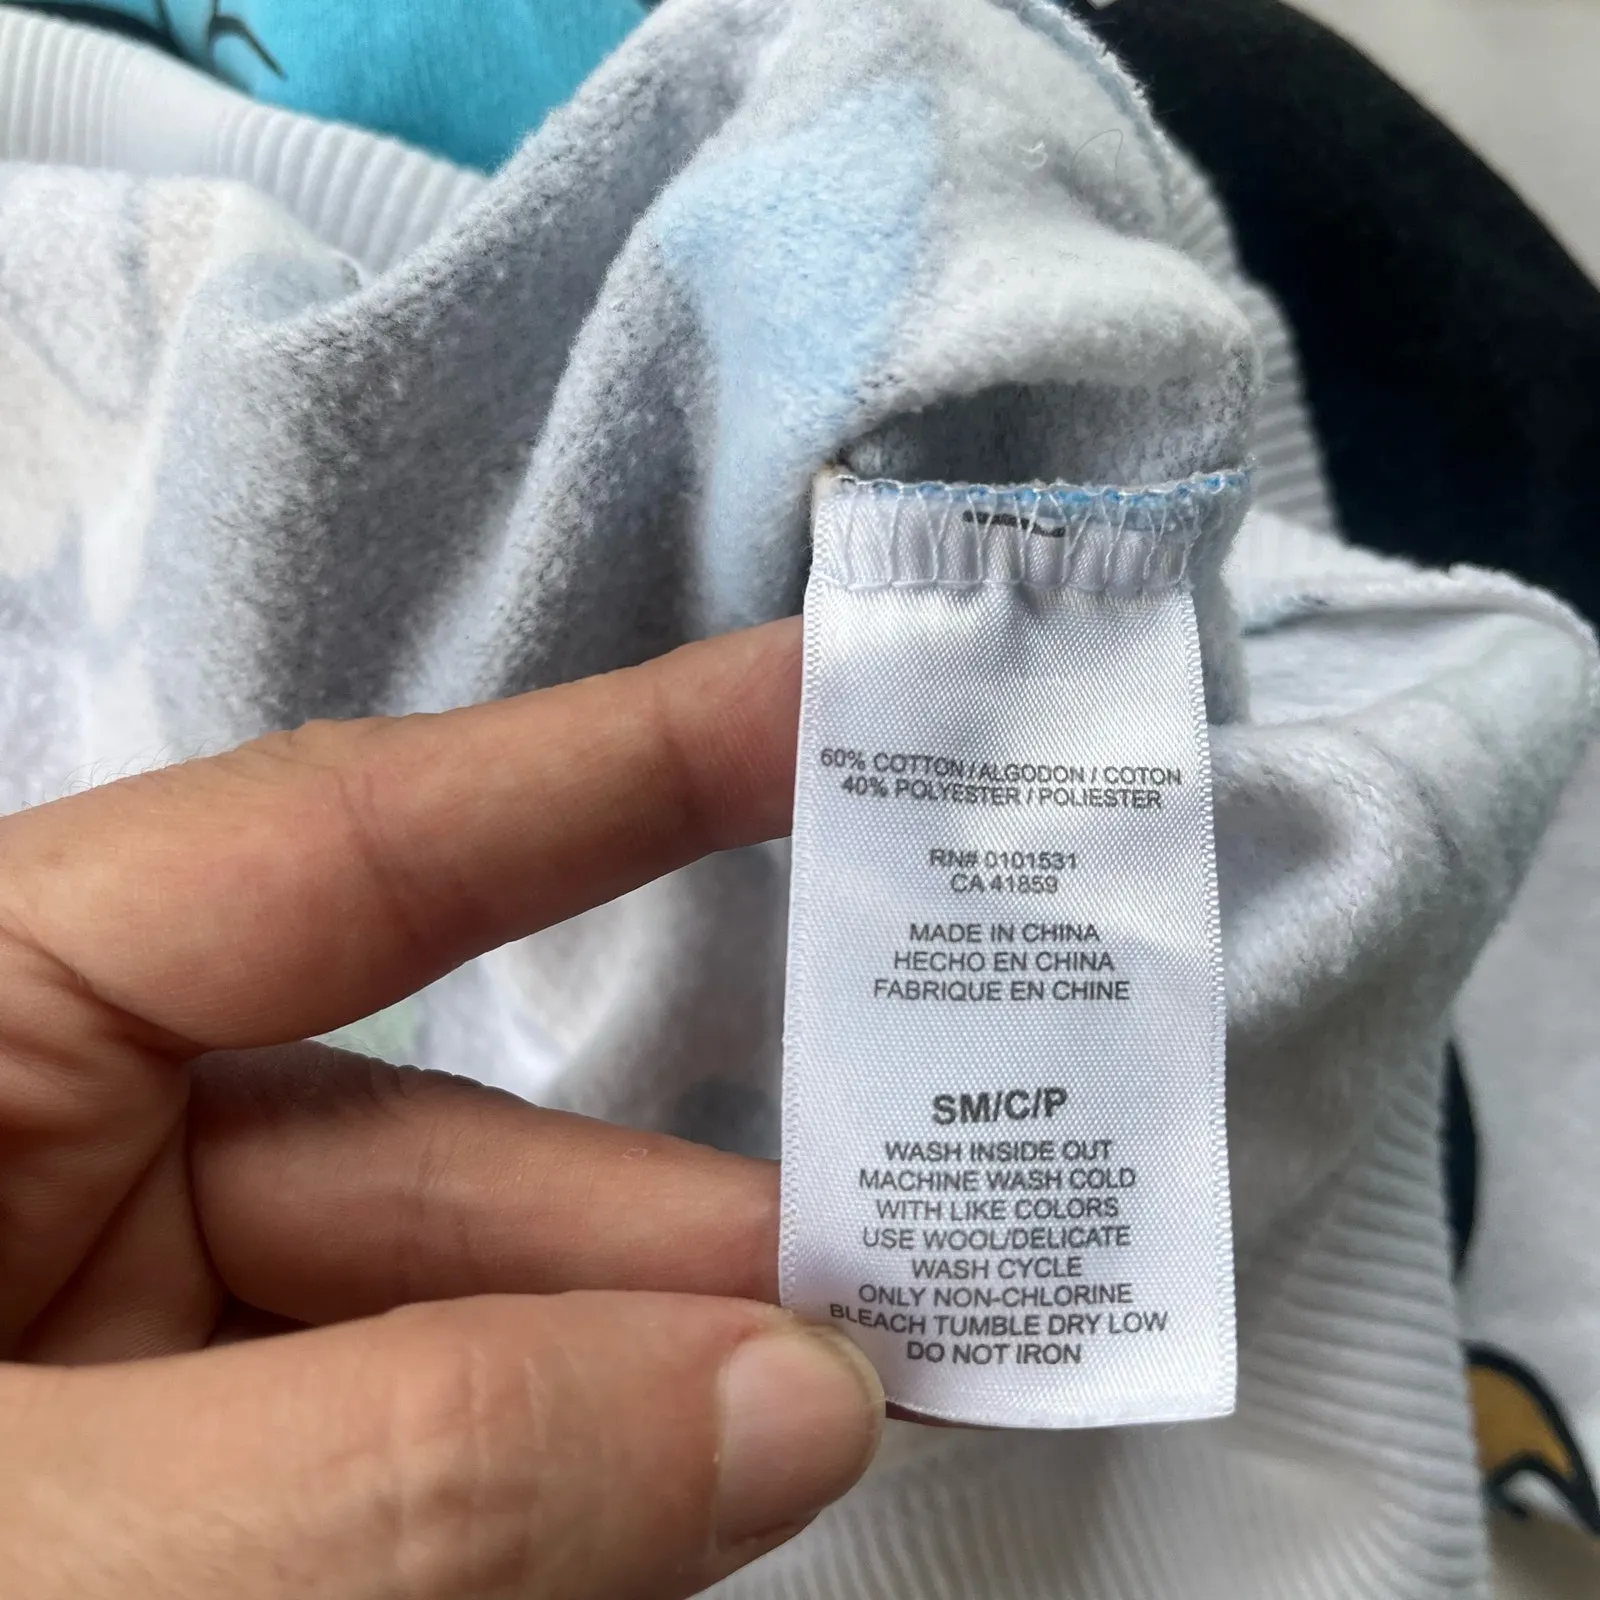 60% COTTON / ALGODON / COTON
40% POLYESTER / POLIESTER
RN# 0101531
CA 41859
MADE IN CHINA
HECHO EN CHINA
FABRIQUE EN CHINE
SM/C/P
WASH INSIDE OUT
MACHINE WASH COLD
WITH LIKE COLORS
USE WOOL/DELICATE
WASH CYCLE
ONLY NON-CHLORINE
BLEACH TUMBLE DRY LOW
DO NOT IRON